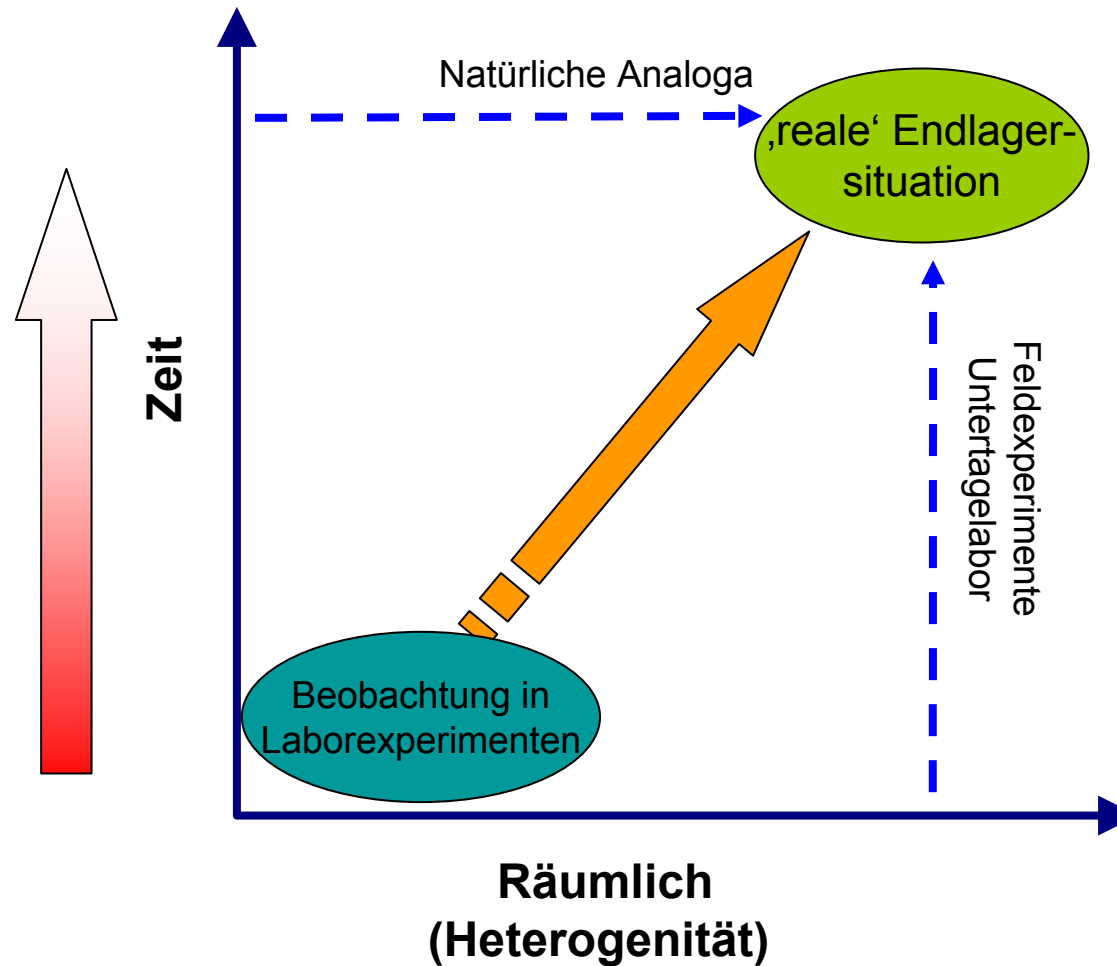 Natürliche Analoga
‚reale‘ Endlager-
situation
Zeit
Feldexperimente
Untertagelabor
Beobachtung in
Laborexperimenten
Räumlich
(Heterogenität)